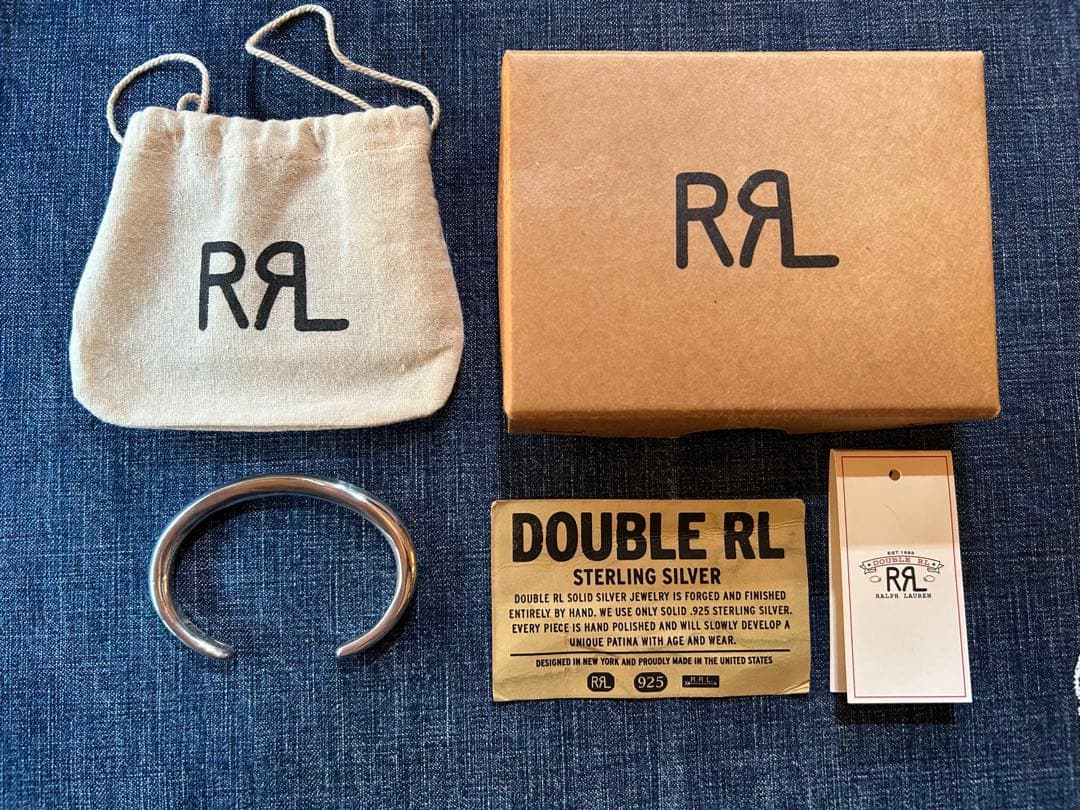 RRL
RRL
DOUBLE RL
STERLING SILVER
DOUBLE RL SOLID SILVER JEWELRY IS FORGED AND FINISHED
ENTIRELY BY HAND. WE USE ONLY SOLID .925 STERLING SILVER.
EVERY PIECE IS HAND POLISHED AND WILL SLOWLY DEVELOP A
UNIQUE PATINA WITH AGE AND WEAR.
DESIGNED IN NEW YORK AND PROUDLY MADE IN THE UNITED STATES
RRL 925 R.R.L.
EST. 1993
DOUBLE RL
RRL
RALPH LAUREN